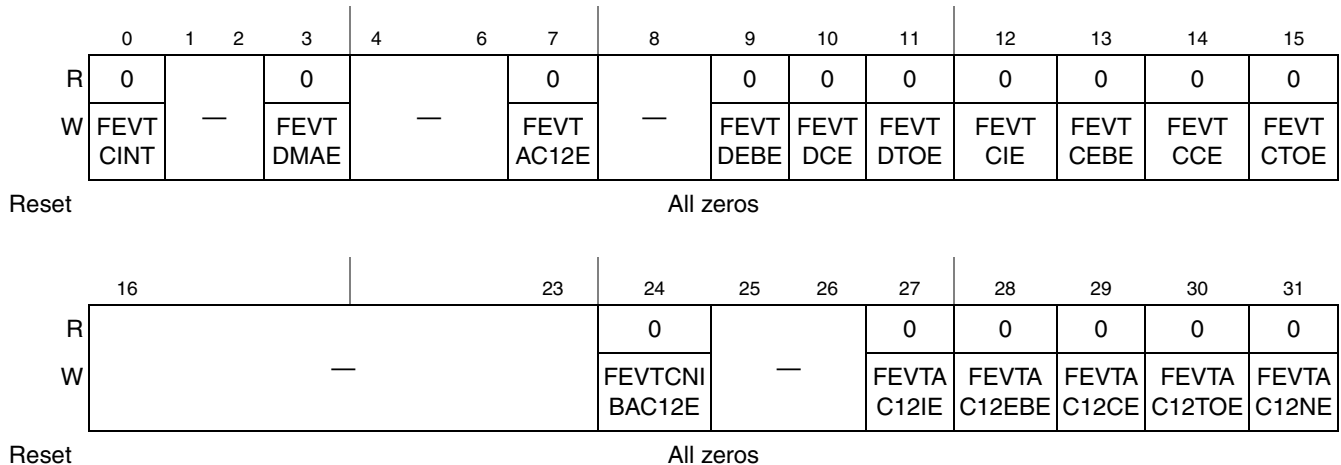 0 1 2 3 4 6 7 8 9 10 11 12 13 14 15
R 0 0 0 0 0 0 0 0 0 0
W FEVT CINT — FEVT DMAE — FEVT AC12E — FEVT DEBE FEVT DCE FEVT DTOE FEVT CIE FEVT CEBE FEVT CCE FEVT CTOE
Reset All zeros
16 23 24 25 26 27 28 29 30 31
R 0 0 0 0 0 0
W — FEVTCNI BAC12E — FEVTA C12IE FEVTA C12EBE FEVTA C12CE FEVTA C12TOE FEVTA C12NE
Reset All zeros